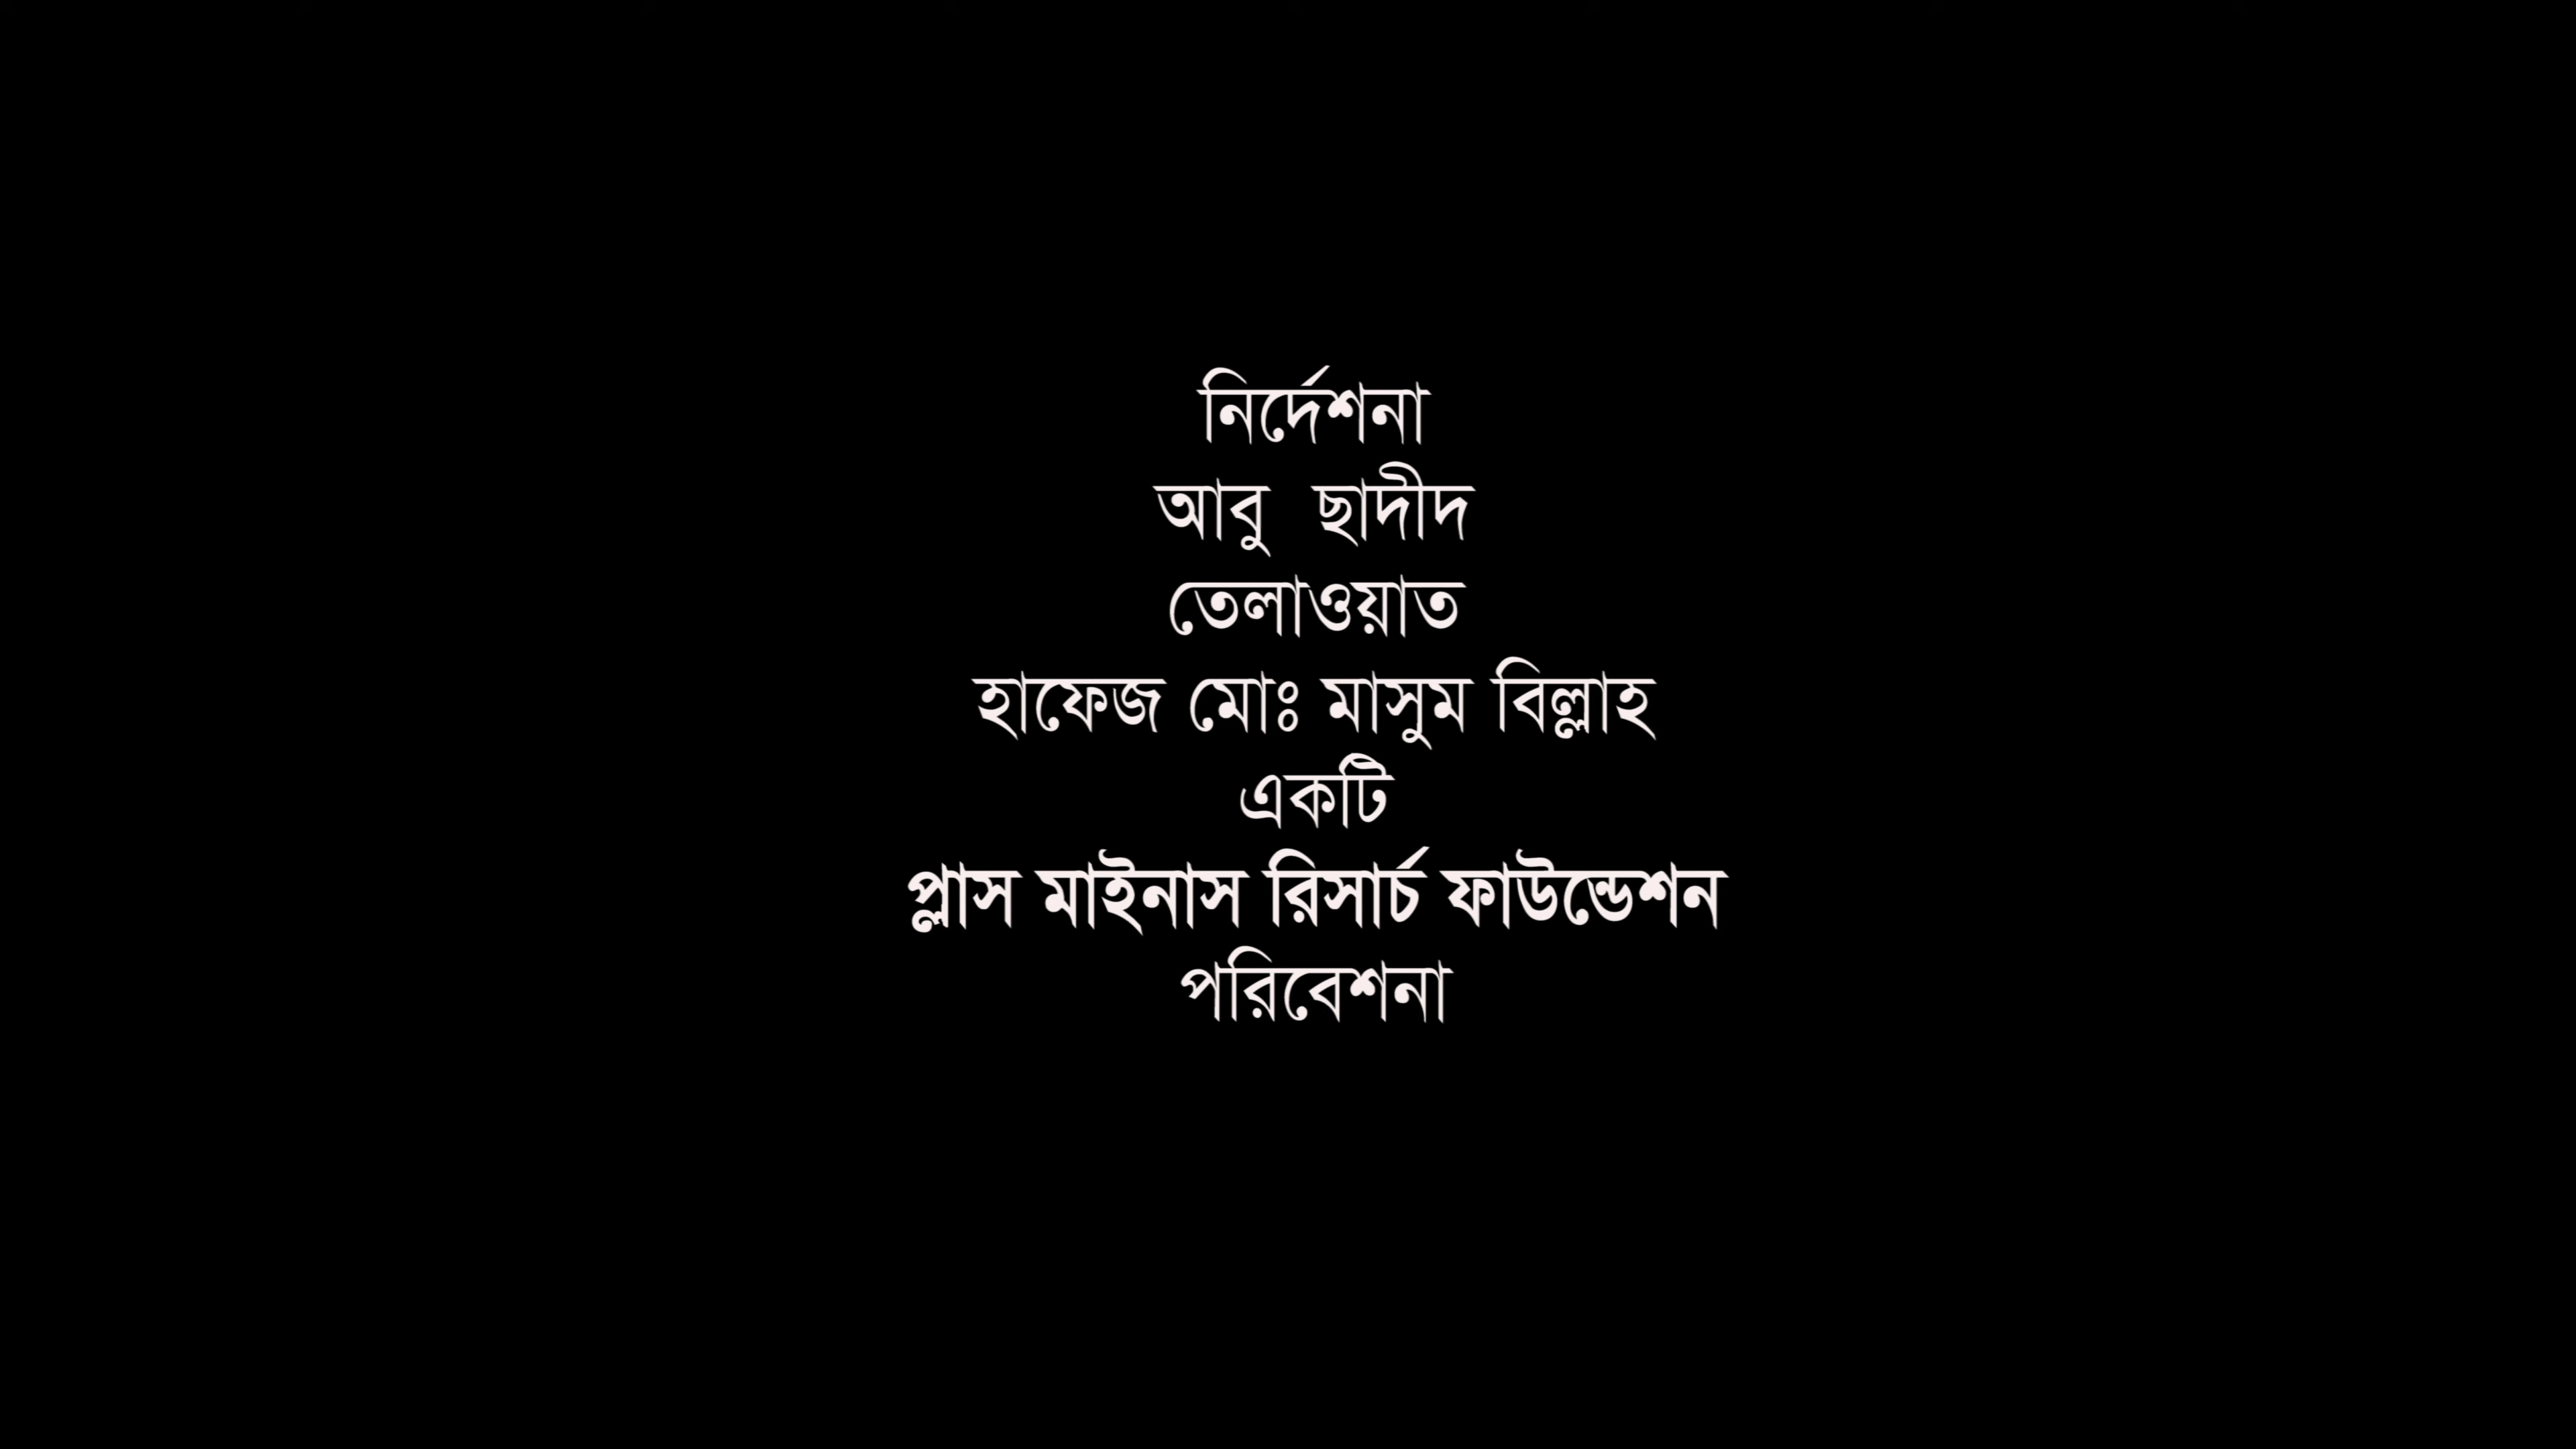 নির্দেশনা
আবু ছাদীদ
তেলাওয়াত
হাফেজ মোঃ মাসুম বিল্লাহ
একটি
প্লাস মাইনাস রিসার্চ ফাউন্ডেশন
পরিবেশনা